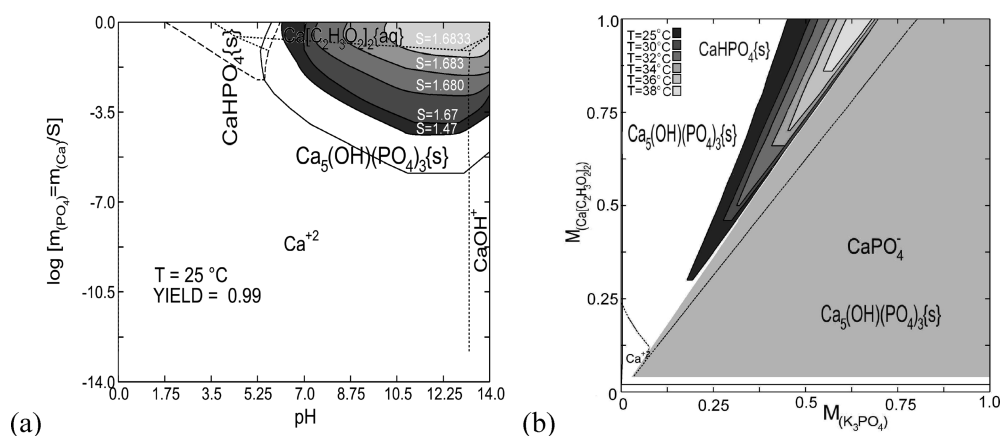 0.0
-3.5
-7.0
-10.5
-14.0
log [m(PO4)=m(Ca)/S]
0.00
1.75
3.5
5.25
7.0
8.75
10.5
12.25
14.0
pH
CaHPO4{s}
Ca[C2H3O2]2{aq}
S=1.6833
S=1.683
S=1.680
S=1.67
S=1.47
Ca5(OH)(PO4)3{s}
Ca+2
CaOH+
T = 25 °C
YIELD = 0.99
(a)
1.0
0.75
0.5
0.25
0
M(Ca[C2H3O2]2)
T=25°C
T=30°C
T=32°C
T=34°C
T=36°C
T=38°C
CaHPO4{s}
Ca5(OH)(PO4)3{s}
CaPO4-
Ca5(OH)(PO4)3{s}
Ca+2
0
0.25
0.5
0.75
1.0
M(K3PO4)
(b)